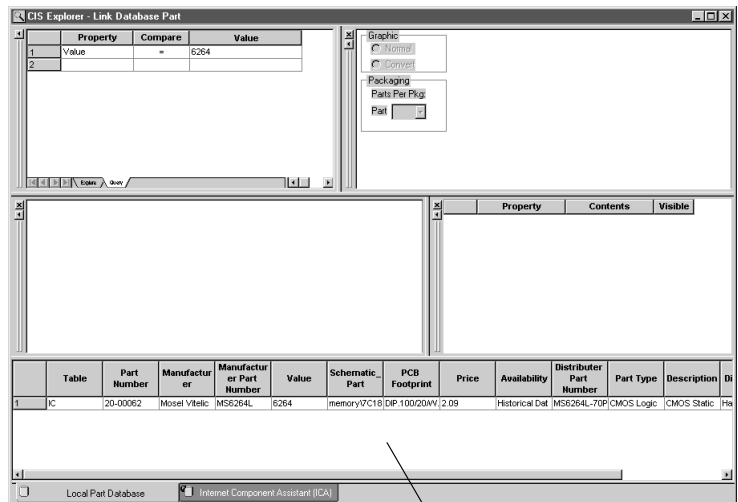 CIS Explorer - Link Database Part
Property Compare Value
1 Value = 6264
2
Explore Query
Graphic
Normal
Convert
Packaging
Parts Per Pkg:
Part
Property Contents Visible
Table Part Number Manufacturer Manufacturer Part Number Value Schematic_Part PCB Footprint Price Availability Distributer Part Number Part Type Description Di
1 IC 20-00062 Mosel Vitelic MS6264L 6264 memory\7C18 DIP.100/20/W. 2.09 Historical Dat MS6264L-70P CMOS Logic CMOS Static Ha
Local Part Database Internet Component Assistant (ICA)